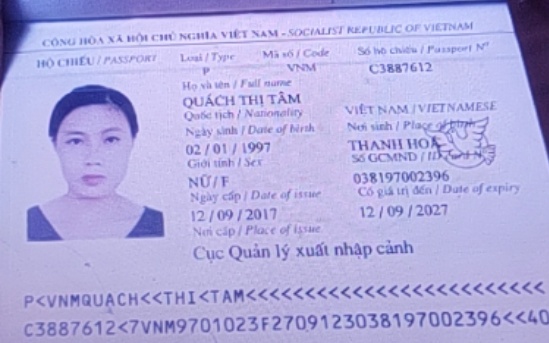 CỘNG HÒA XÃ HỘI CHỦ NGHĨA VIỆT NAM - SOCIALIST REPUBLIC OF VIETNAM
HỘ CHIẾU / PASSPORT Loại / Type Mã số / Code Số hộ chiếu / Passport Nº
P VNM C3887612
Họ và tên / Full name
QUÁCH THỊ TÂM
Quốc tịch / Nationality VIỆT NAM / VIETNAMESE
Ngày sinh / Date of birth Nơi sinh / Place of birth
02 / 01 / 1997 THANH HOÁ
Giới tính / Sex Số GCMND /
NỮ / F 038197002396
Ngày cấp / Date of issue Có giá trị đến / Date of expiry
12 / 09 / 2017 12 / 09 / 2027
Nơi cấp / Place of issue
Cục Quản lý xuất nhập cảnh
P<VNMQUACH<<THI<TAM<<<<<<<<<<<<<<<<<<<<<<<<<
C3887612<7VNM9701023F2709123038197002396<<40